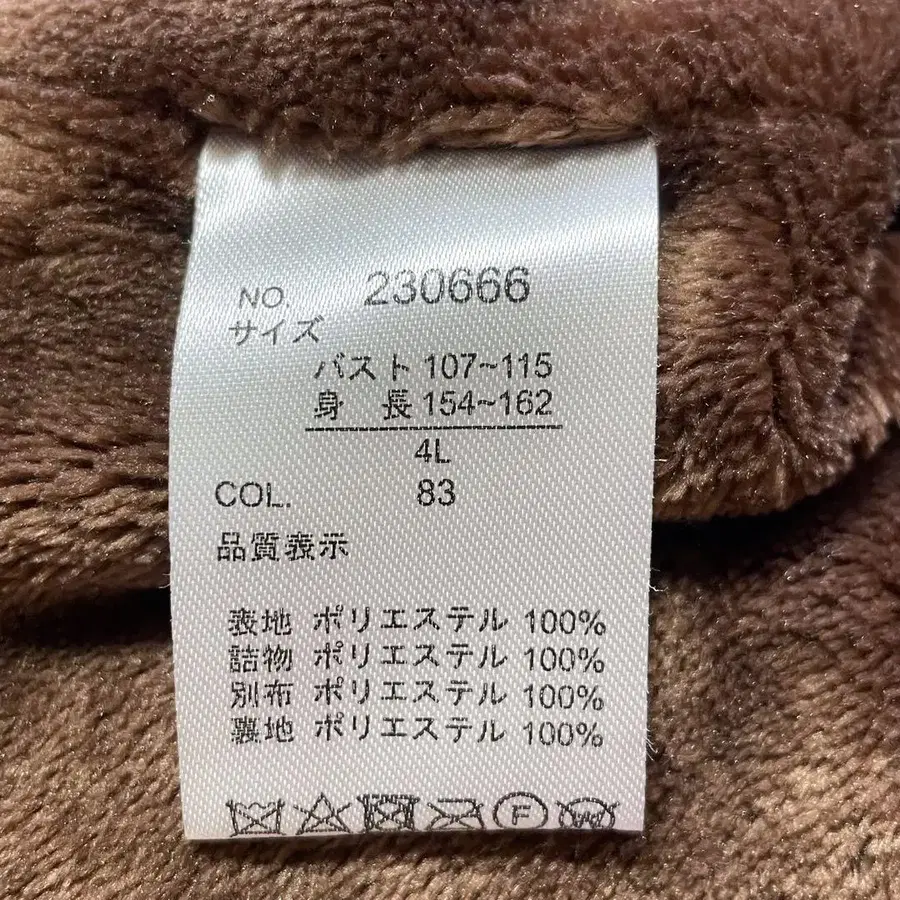 NO. 230666
サイズ
バスト 107~115
身 長 154~162
4L
COL. 83
品質表示
表地 ポリエステル 100%
詰物 ポリエステル 100%
別布 ポリエステル 100%
裏地 ポリエステル 100%
F W